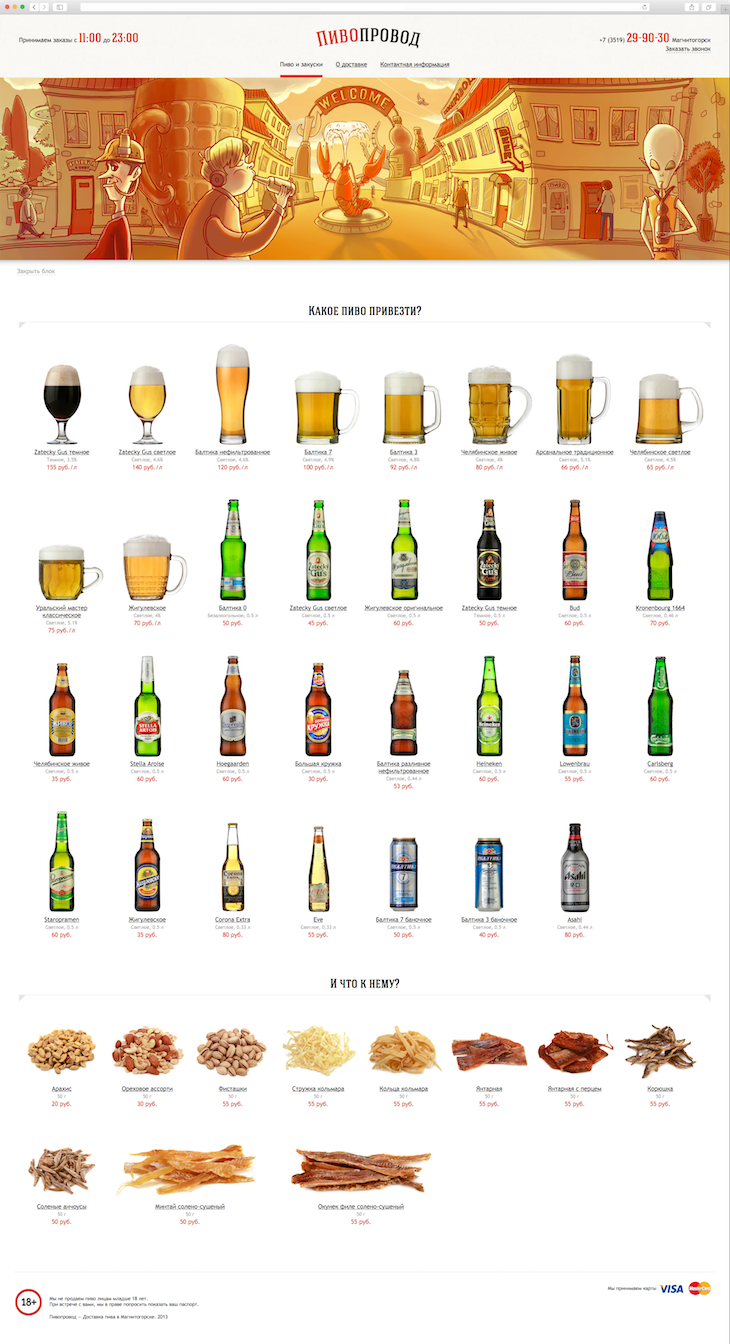 Принимаем заказы с 11:00 до 23:00
ПИВОПРОВОД
+7 (3519) 29-90-30 Магнитогорск
Заказать звонок
Пиво и закуски О доставке Контактная информация
WELCOME
BEER
Закрыть блок
Какое пиво привезти?
Zatecky Gus темное
Темное, 3.5%
155 руб./л
Zatecky Gus светлое
Светлое, 4.6%
140 руб./л
Балтика нефильтрованное
Светлое, 4.6%
120 руб./л
Балтика 7
Светлое, 4.9%
100 руб./л
Балтика 3
Светлое, 4.8%
92 руб./л
Челябинское живое
Светлое, 4%
80 руб./л
Арсенальное традиционное
Светлое, 5.1%
66 руб./л
Челябинское светлое
Светлое, 4.5%
65 руб./л
Уральский мастер
классическое
Светлое, 5.1%
75 руб./л
Жигулевское
Светлое, 4%
70 руб./л
Балтика 0
Безалкогольное, 0.5 л
50 руб.
Zatecky Gus светлое
Светлое, 0.5 л
45 руб.
Жигулевское оригинальное
Светлое, 0.5 л
60 руб.
Zatecky Gus темное
Светлое, 0.5 л
50 руб.
Bud
Светлое, 0.5 л
60 руб.
Kronenbourg 1664
Светлое, 0.46 л
70 руб.
Челябинское живое
Светлое, 0.5 л
35 руб.
Stella Aroise
Светлое, 0.5 л
60 руб.
Hoegaarden
Светлое, 0.5 л
60 руб.
Большая кружка
Светлое, 0.5 л
30 руб.
Балтика разливное
нефильтрованное
Светлое, 0.44 л
53 руб.
Heineken
Светлое, 0.5 л
60 руб.
Lowenbrau
Светлое, 0.5 л
55 руб.
Carlsberg
Светлое, 0.5 л
60 руб.
Staropramen
Светлое, 0.5 л
60 руб.
Жигулевское
Светлое, 0.5 л
35 руб.
Corona Extra
Светлое, 0.33 л
80 руб.
Eve
Светлое, 0.33 л
55 руб.
Балтика 7 баночное
Светлое, 0.5 л
50 руб.
Балтика 3 баночное
Светлое, 0.5 л
40 руб.
Asahi
Светлое, 0.44 л
80 руб.
И что к нему?
Арахис
50 г
20 руб.
Ореховое ассорти
50 г
30 руб.
Фисташки
50 г
55 руб.
Стружка кольмара
50 г
55 руб.
Кольца кольмара
50 г
55 руб.
Янтарная
50 г
55 руб.
Янтарная с перцем
50 г
55 руб.
Корюшка
50 г
55 руб.
Соленые анчоусы
50 г
50 руб.
Минтай солено-сушеный
50 г
50 руб.
Окунек филе солено-сушеный
50 г
55 руб.
18+
Мы не продаем пиво лицам младше 18 лет.
При встрече с вами, мы в праве попросить показать ваш паспорт.
Пивопровод — Доставка пива в Магнитогорске, 2013
Мы принимаем карты VISA MasterCard